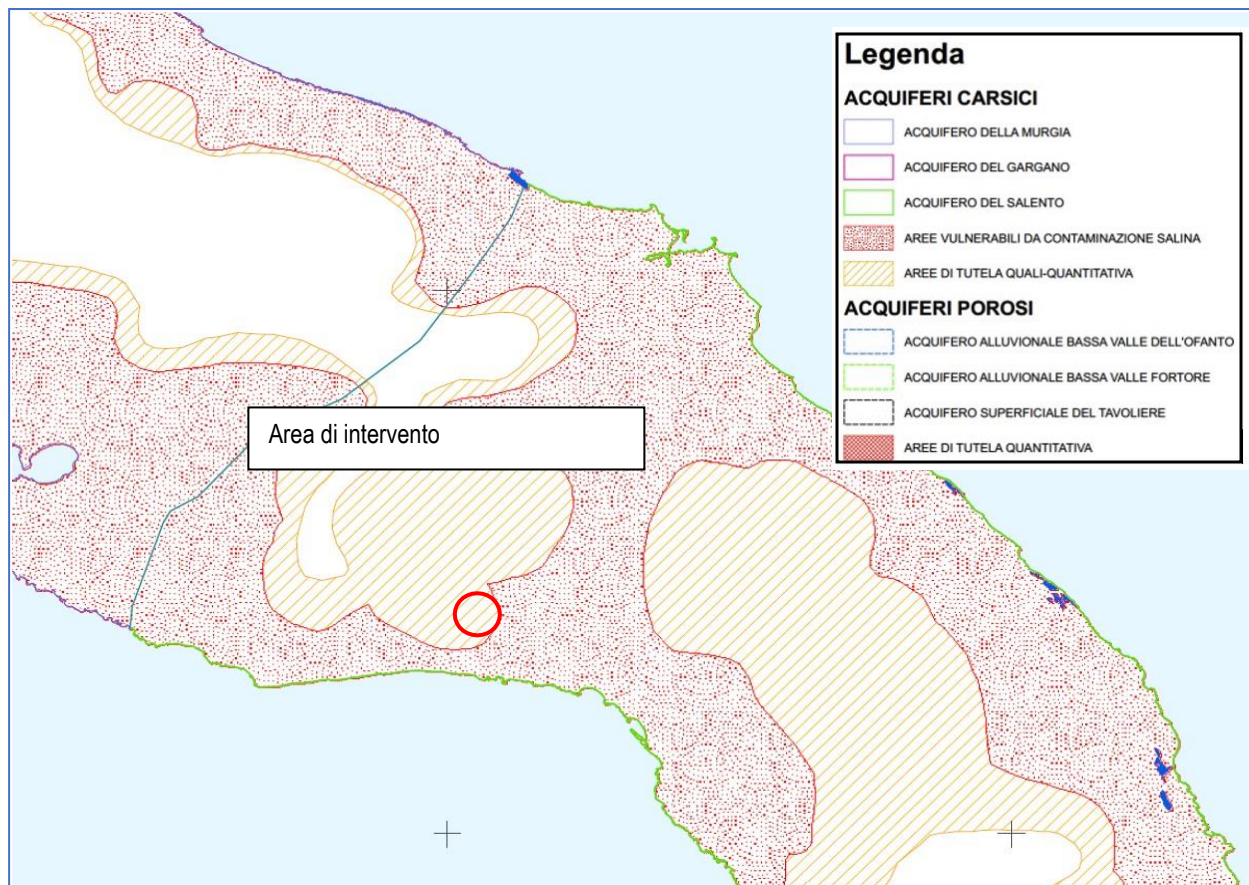 Legenda
ACQUIFERI CARSICI
ACQUIFERO DELLA MURGIA
ACQUIFERO DEL GARGANO
ACQUIFERO DEL SALENTO
AREE VULNERABILI DA CONTAMINAZIONE SALINA
AREE DI TUTELA QUALI-QUANTITATIVA
ACQUIFERI POROSI
ACQUIFERO ALLUVIONALE BASSA VALLE DELL'OFANTO
ACQUIFERO ALLUVIONALE BASSA VALLE FORTORE
ACQUIFERO SUPERFICIALE DEL TAVOLIERE
AREE DI TUTELA QUANTITATIVA
Area di intervento